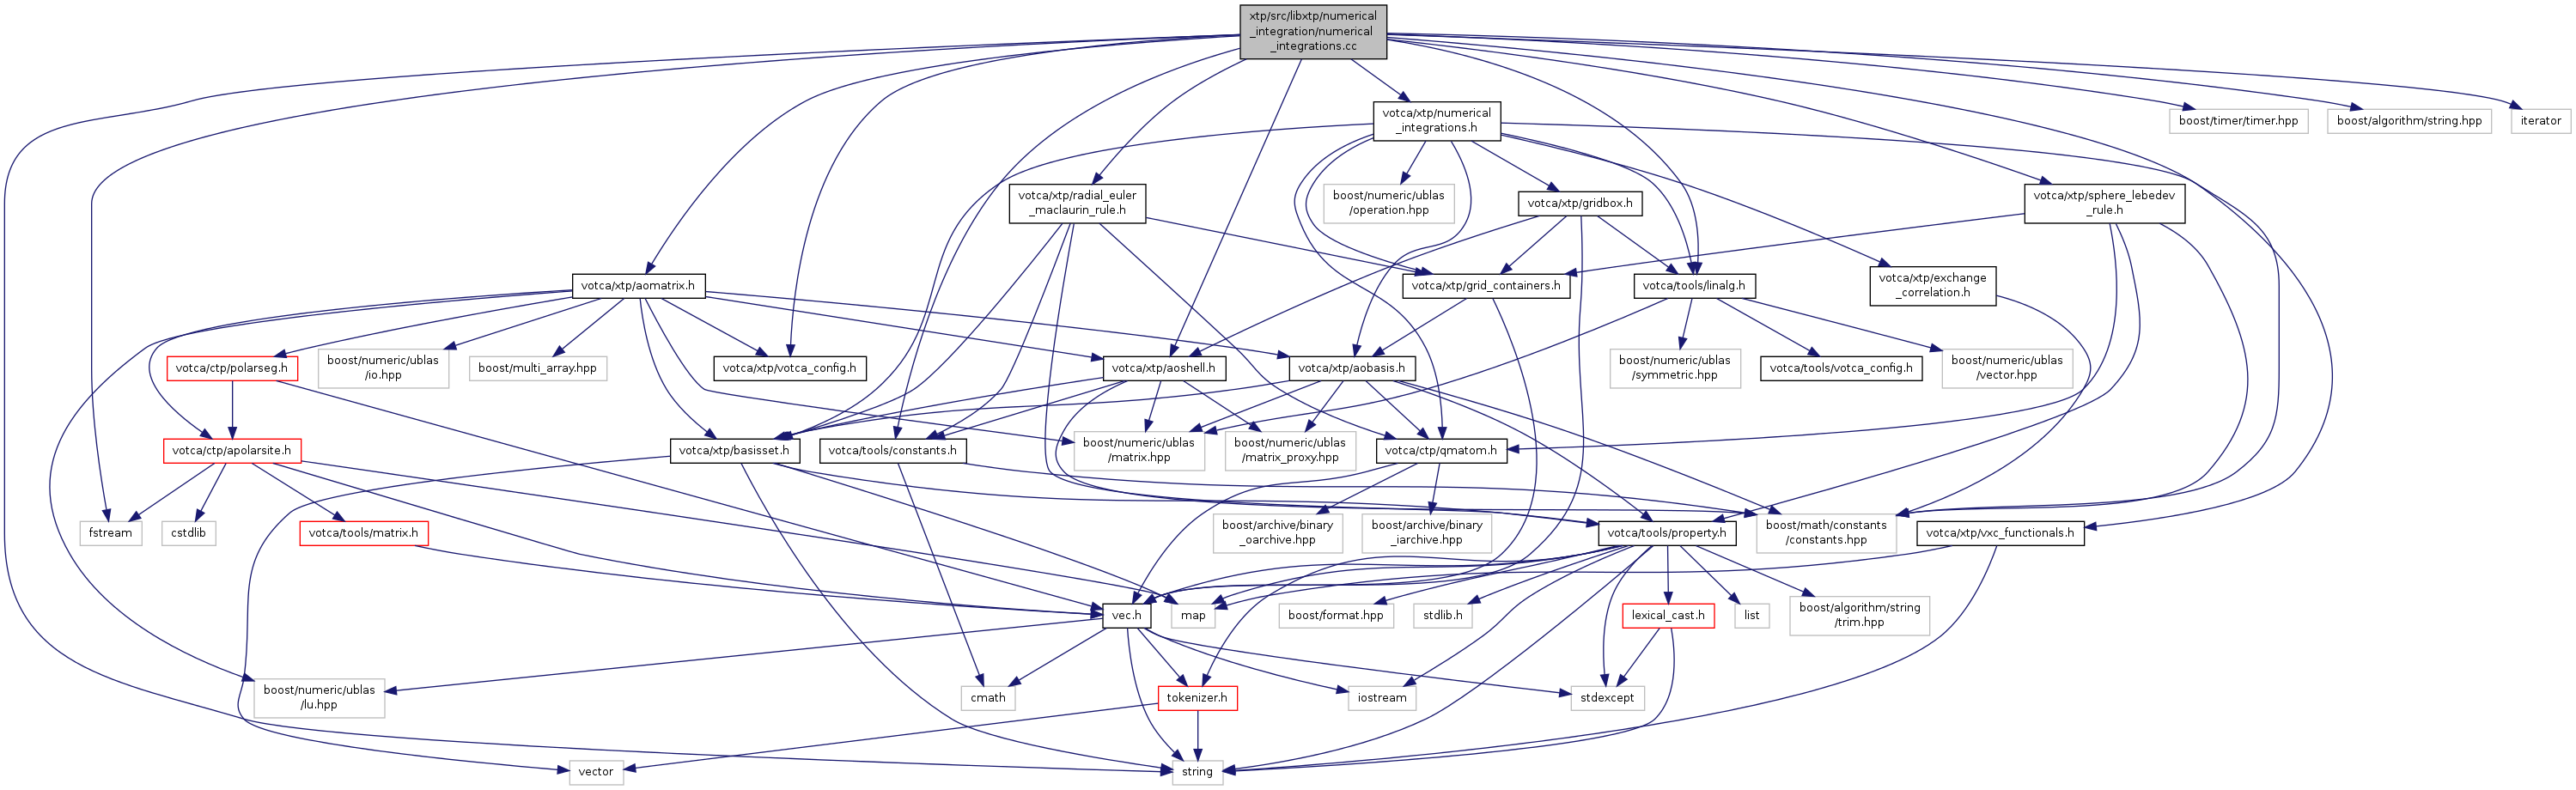 xtp/src/libxtp/numerical
_integration/numerical
_integrations.cc
votca/xtp/numerical
_integrations.h
boost/timer/timer.hpp
boost/algorithm/string.hpp
iterator
votca/xtp/radial_euler
_maclaurin_rule.h
boost/numeric/ublas
/operation.hpp
votca/xtp/gridbox.h
votca/xtp/sphere_lebedev
_rule.h
votca/xtp/aomatrix.h
votca/xtp/grid_containers.h
votca/tools/linalg.h
votca/xtp/exchange
_correlation.h
votca/ctp/polarseg.h
boost/numeric/ublas
/io.hpp
boost/multi_array.hpp
votca/xtp/votca_config.h
votca/xtp/aoshell.h
votca/xtp/aobasis.h
boost/numeric/ublas
/symmetric.hpp
votca/tools/votca_config.h
boost/numeric/ublas
/vector.hpp
votca/ctp/apolarsite.h
votca/xtp/basisset.h
votca/tools/constants.h
boost/numeric/ublas
/matrix.hpp
boost/numeric/ublas
/matrix_proxy.hpp
votca/ctp/qmatom.h
fstream
cstdlib
votca/tools/matrix.h
boost/archive/binary
_oarchive.hpp
boost/archive/binary
_iarchive.hpp
votca/tools/property.h
boost/math/constants
/constants.hpp
votca/xtp/vxc_functionals.h
vec.h
map
boost/format.hpp
stdlib.h
lexical_cast.h
list
boost/algorithm/string
/trim.hpp
boost/numeric/ublas
/lu.hpp
cmath
tokenizer.h
iostream
stdexcept
vector
string